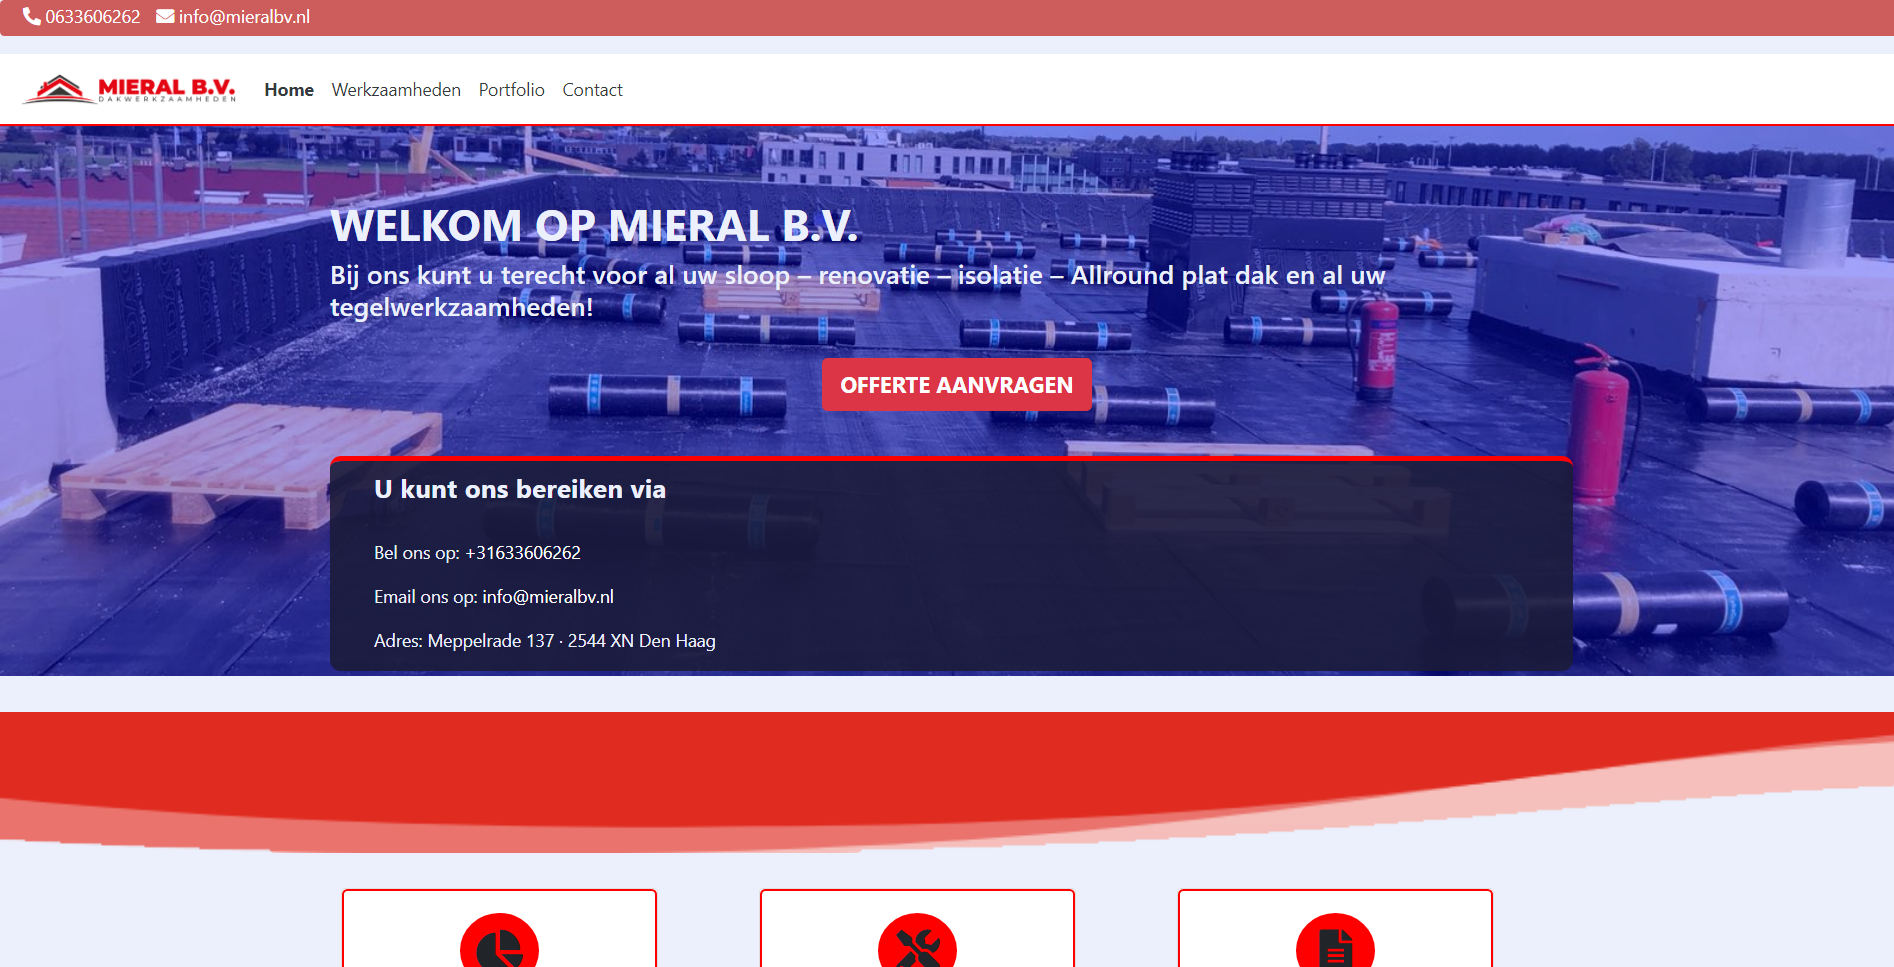 0633606262 info@mieralbv.nl
MIERAL B.V.
DAKWERKZAAMHEDEN
Home Werkzaamheden Portfolio Contact
WELKOM OP MIERAL B.V.
Bij ons kunt u terecht voor al uw sloop – renovatie – isolatie – Allround plat dak en al uw
tegelwerkzaamheden!
OFFERTE AANVRAGEN
U kunt ons bereiken via
Bel ons op: +31633606262
Email ons op: info@mieralbv.nl
Adres: Meppelrade 137 · 2544 XN Den Haag